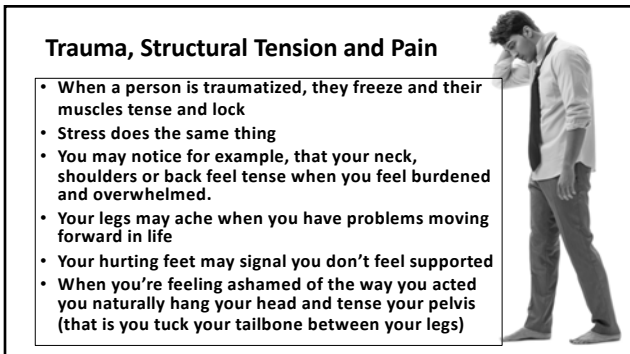 Trauma, Structural Tension and Pain
• When a person is traumatized, they freeze and their
muscles tense and lock
• Stress does the same thing
• You may notice for example, that your neck,
shoulders or back feel tense when you feel burdened
and overwhelmed.
• Your legs may ache when you have problems moving
forward in life
• Your hurting feet may signal you don’t feel supported
• When you’re feeling ashamed of the way you acted
you naturally hang your head and tense your pelvis
(that is you tuck your tailbone between your legs)